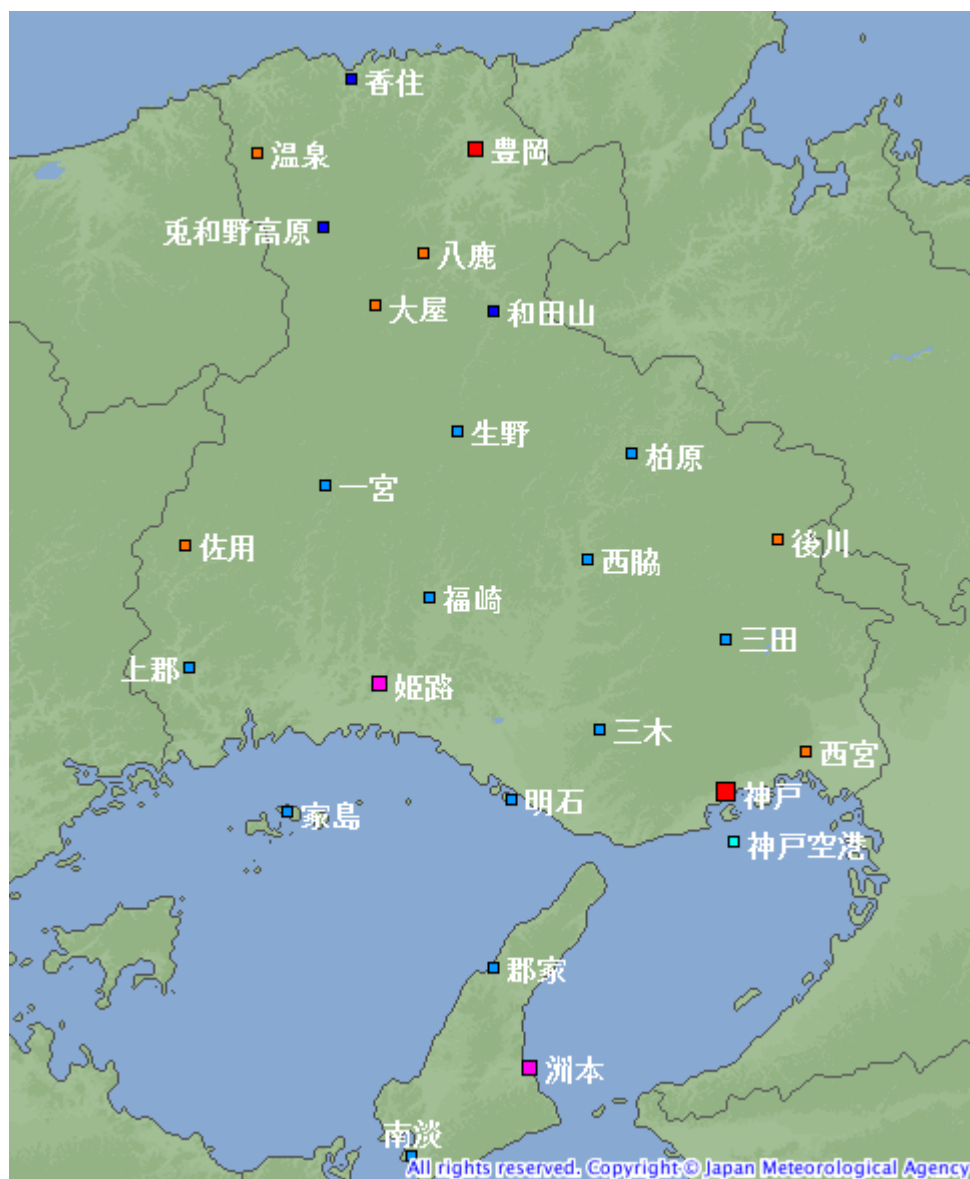 香住
温泉
豊岡
兎和野高原
八鹿
大屋
和田山
生野
柏原
一宮
佐用
後川
西脇
福崎
三田
上郡
姫路
三木
西宮
神戸
明石
家島
神戸空港
郡家
洲本
南淡
All rights reserved. Copyright © Japan Meteorological Agency